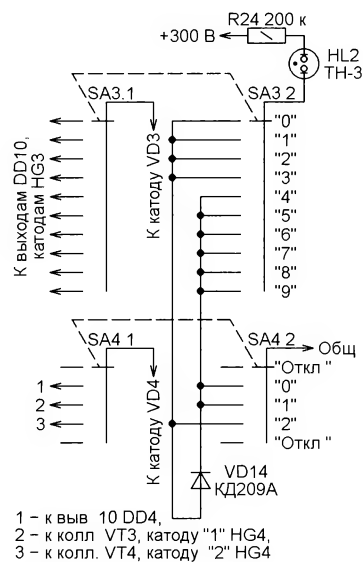 R24 200 к
+300 В
HL2
ТН-3
SA3.1
SA3.2
"0"
"1"
"2"
"3"
"4"
"5"
"6"
"7"
"8"
"9"
К выходам DD10,
катодам HG3
К катоду VD3
SA4.1
SA4.2
Общ
"Откл "
"0"
"1"
"2"
"Откл "
1
2
3
К катоду VD4
VD14
КД209А
1 – к выв 10 DD4,
2 – к колл VT3, катоду "1" HG4,
3 – к колл. VT4, катоду "2" HG4